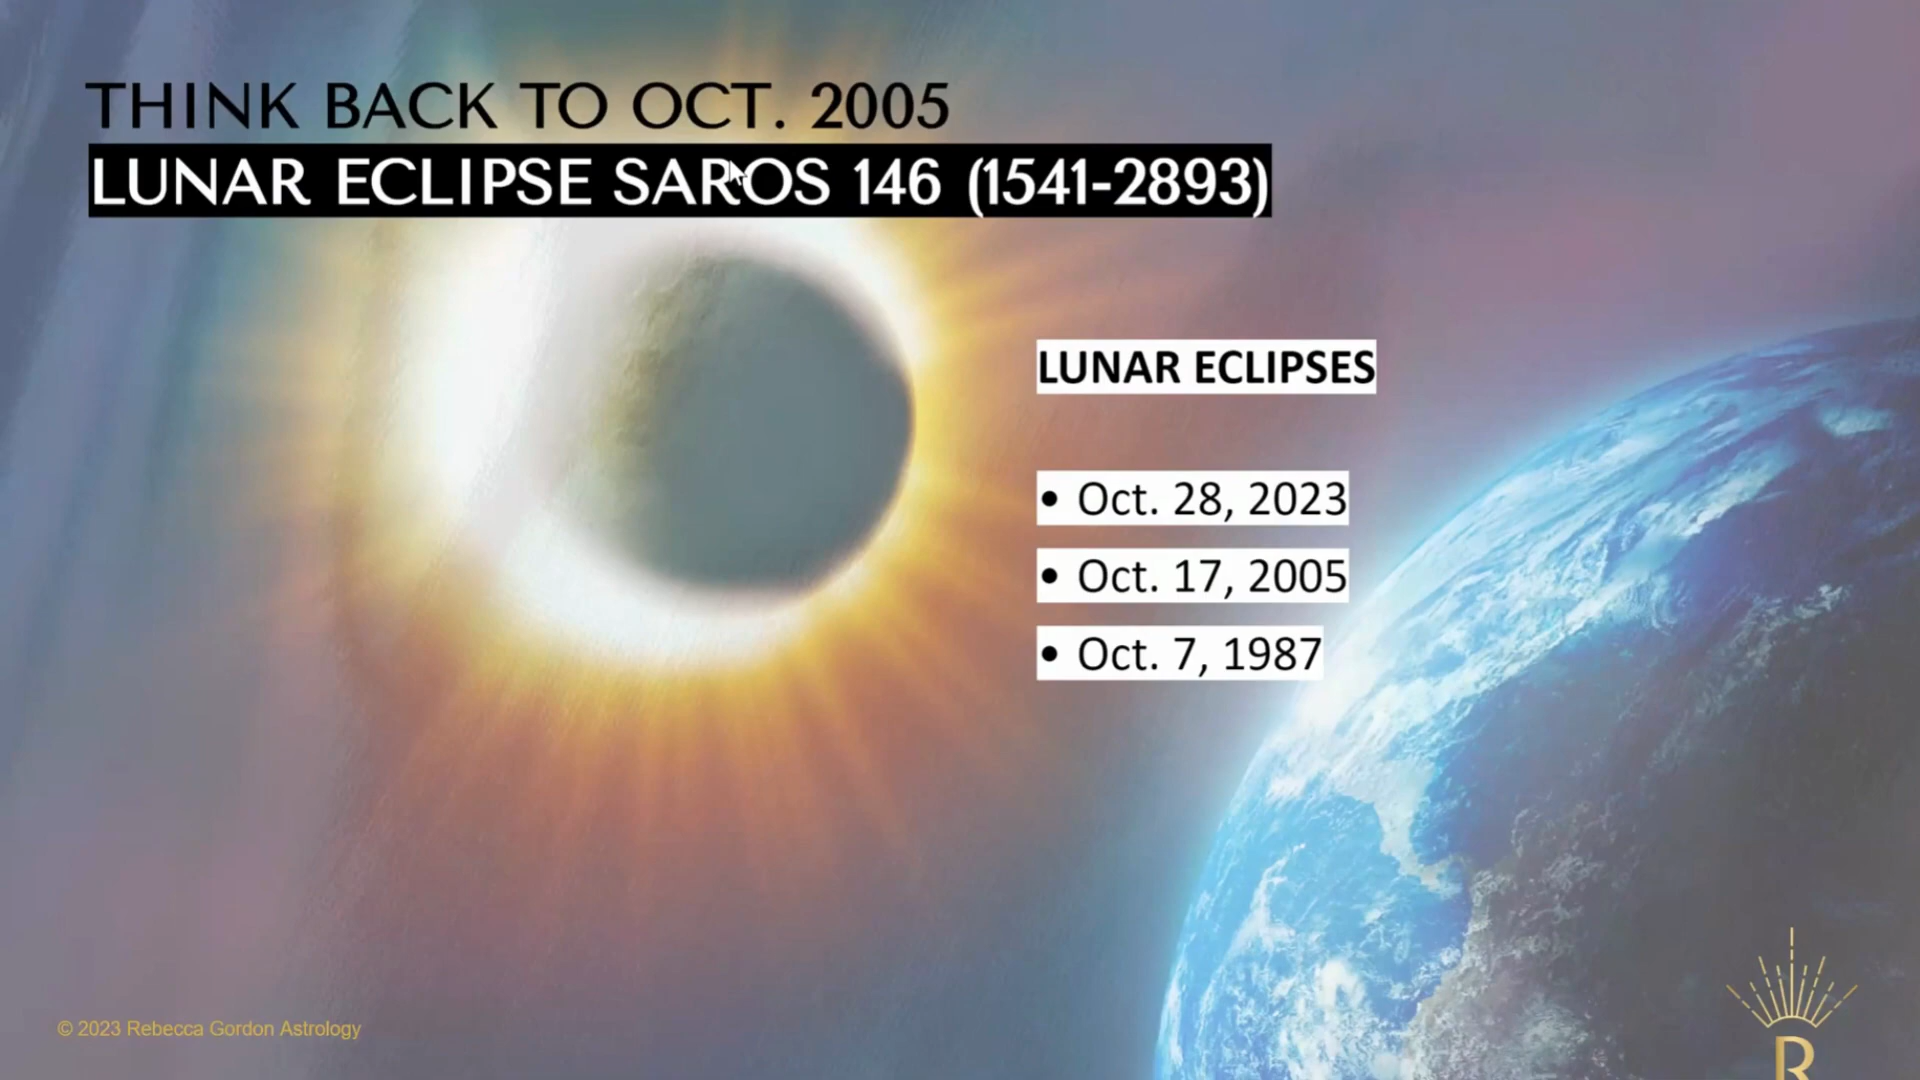 THINK BACK TO OCT. 2005
LUNAR ECLIPSE SAROS 146 (1541-2893)
LUNAR ECLIPSES
• Oct. 28, 2023
• Oct. 17, 2005
• Oct. 7, 1987
© 2023 Rebecca Gordon Astrology
R